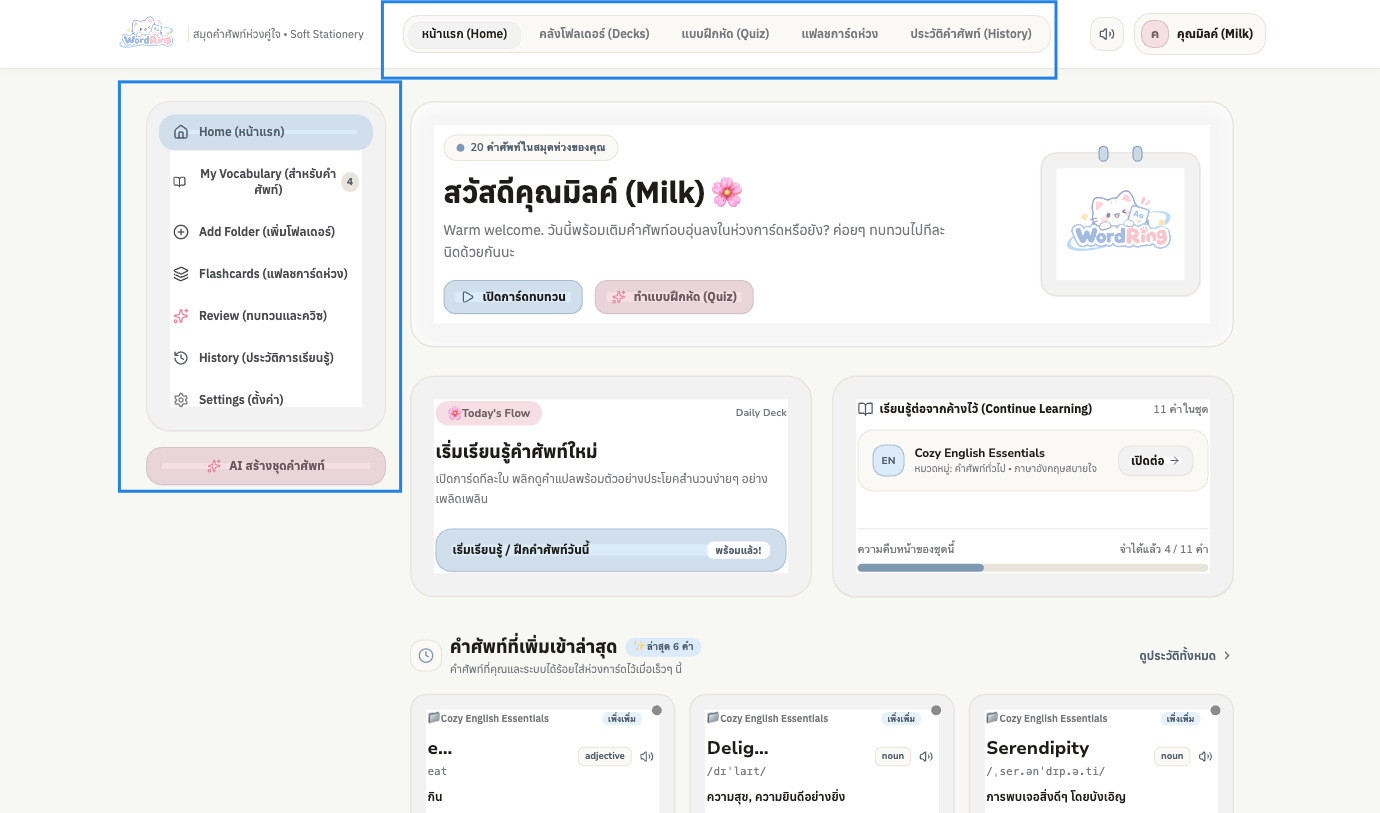 WordRing
สมุดคำศัพท์ห่วงคู่ใจ • Soft Stationery
หน้าแรก (Home)
คลังโฟลเดอร์ (Decks)
แบบฝึกหัด (Quiz)
แฟลชการ์ดห่วง
ประวัติคำศัพท์ (History)
ค
คุณมิลค์ (Milk)
Home (หน้าแรก)
My Vocabulary (สำหรับคำ
ศัพท์)
4
Add Folder (เพิ่มโฟลเดอร์)
Flashcards (แฟลชการ์ดห่วง)
Review (ทบทวนและควิซ)
History (ประวัติการเรียนรู้)
Settings (ตั้งค่า)
AI สร้างชุดคำศัพท์
20 คำศัพท์ในสมุดห่วงของคุณ
สวัสดีคุณมิลค์ (Milk) 🌸
Warm welcome. วันนี้พร้อมเติมคำศัพท์อบอุ่นลงในห่วงการ์ดหรือยัง? ค่อยๆ ทบทวนไปทีละ
นิดด้วยกันนะ
เปิดการ์ดทบทวน
ทำแบบฝึกหัด (Quiz)
Aa
WordRing
🌸Today's Flow
Daily Deck
เริ่มเรียนรู้คำศัพท์ใหม่
เปิดการ์ดทีละใบ พลิกดูคำแปลพร้อมตัวอย่างประโยคสำนวนง่ายๆ อย่าง
เพลิดเพลิน
เริ่มเรียนรู้ / ฝึกคำศัพท์วันนี้
พร้อมแล้ว!
เรียนรู้ต่อจากค้างไว้ (Continue Learning)
11 คำในชุด
EN
Cozy English Essentials
หมวดหมู่: คำศัพท์ทั่วไป • ภาษาอังกฤษสบายใจ
เปิดต่อ →
ความคืบหน้าของชุดนี้
จำได้แล้ว 4 / 11 คำ
คำศัพท์ที่เพิ่มเข้าล่าสุด
✨ล่าสุด 6 คำ
คำศัพท์ที่คุณและระบบได้ร้อยใส่ห่วงการ์ดไว้เมื่อเร็วๆ นี้
ดูประวัติทั้งหมด
Cozy English Essentials
เพิ่งเพิ่ม
e...
adjective
eat
กิน
Cozy English Essentials
เพิ่งเพิ่ม
Delig...
noun
/dɪˈlaɪt/
ความสุข, ความยินดีอย่างยิ่ง
Cozy English Essentials
เพิ่งเพิ่ม
Serendipity
noun
/ˌser.ənˈdɪp.ə.ti/
การพบเจอสิ่งดีๆ โดยบังเอิญ